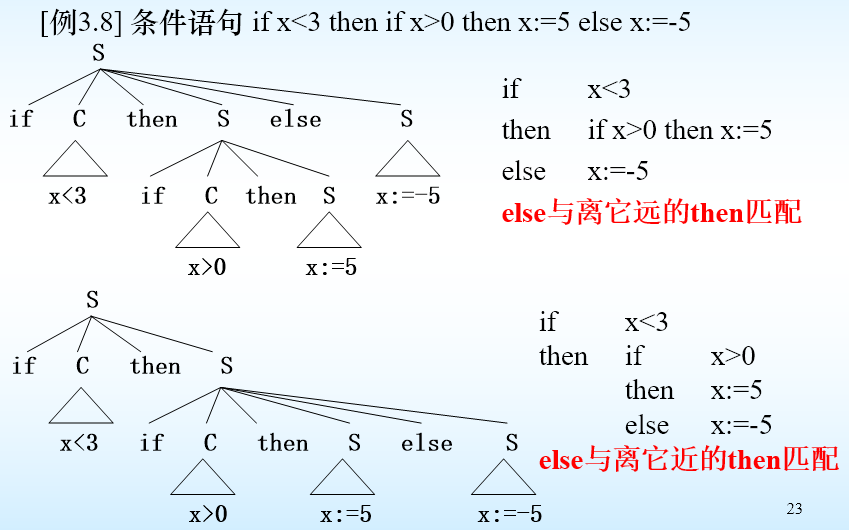 [例3.8] 条件语句 if x<3 then if x>0 then x:=5 else x:=-5
S
if C then S else S
x<3 if C then S x:=-5
x>0 x:=5
if x<3
then if x>0 then x:=5
else x:=-5
else与离它远的then匹配
S
if C then S
x<3 if C then S else S
x>0 x:=5 x:=-5
if x<3
then if x>0
then x:=5
else x:=-5
else与离它近的then匹配
23